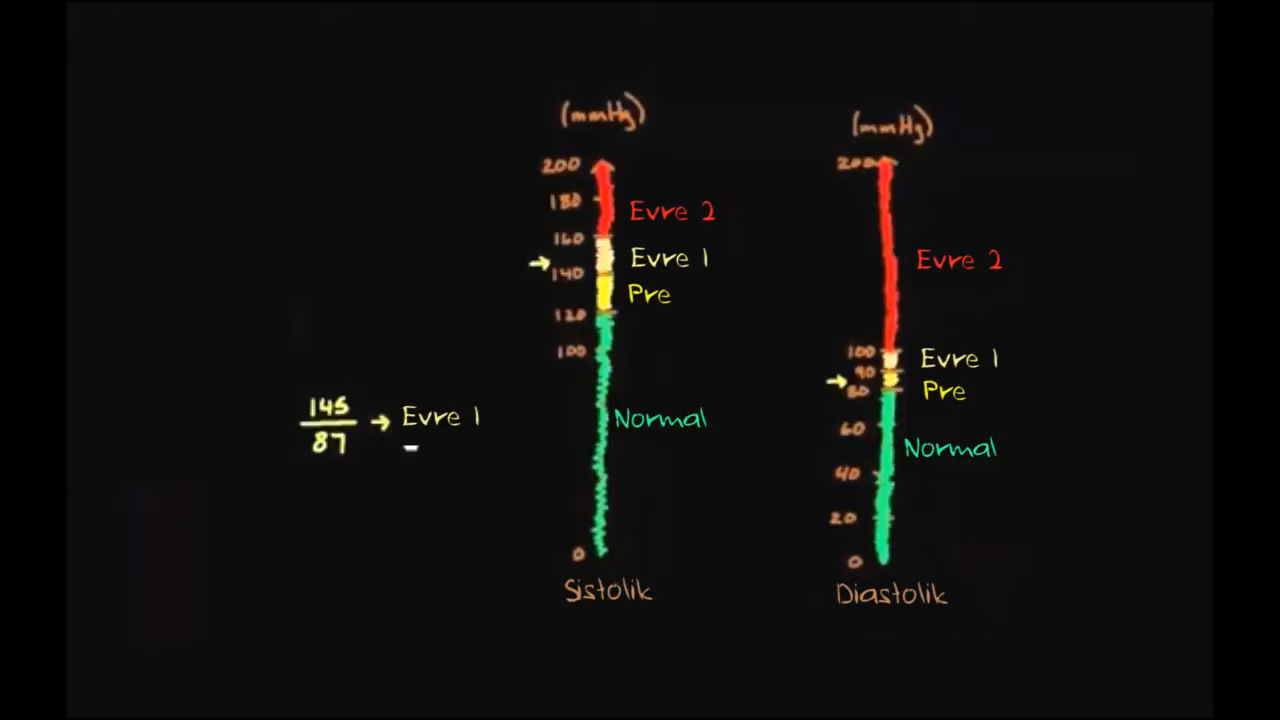 (mmHg)
200
180
160
140
120
100
0
Evre 2
Evre 1
Pre
Normal
Sistolik
(mmHg)
200
100
90
80
60
40
20
0
Evre 2
Evre 1
Pre
Normal
Diastolik
145
87
→ Evre 1